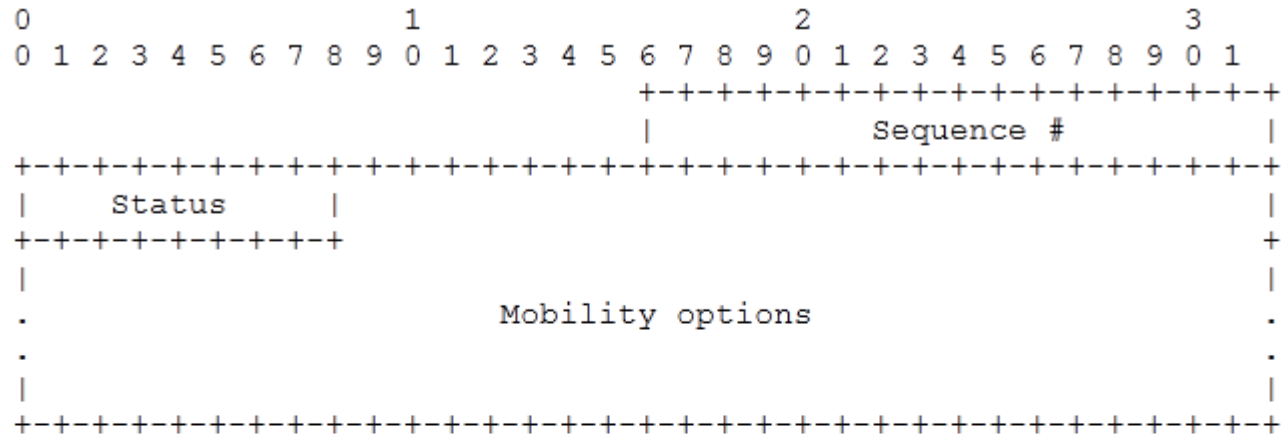 0                   1                   2                   3
0 1 2 3 4 5 6 7 8 9 0 1 2 3 4 5 6 7 8 9 0 1 2 3 4 5 6 7 8 9 0 1
                                +-+-+-+-+-+-+-+-+-+-+-+-+-+-+-+-+
                                |           Sequence #          |
+-+-+-+-+-+-+-+-+-+-+-+-+-+-+-+-+-+-+-+-+-+-+-+-+-+-+-+-+-+-+-+-+
|    Status     |                                               |
+-+-+-+-+-+-+-+-+                                               +
|                                                               |
.                        Mobility options                       .
.                                                               .
|                                                               |
+-+-+-+-+-+-+-+-+-+-+-+-+-+-+-+-+-+-+-+-+-+-+-+-+-+-+-+-+-+-+-+-+